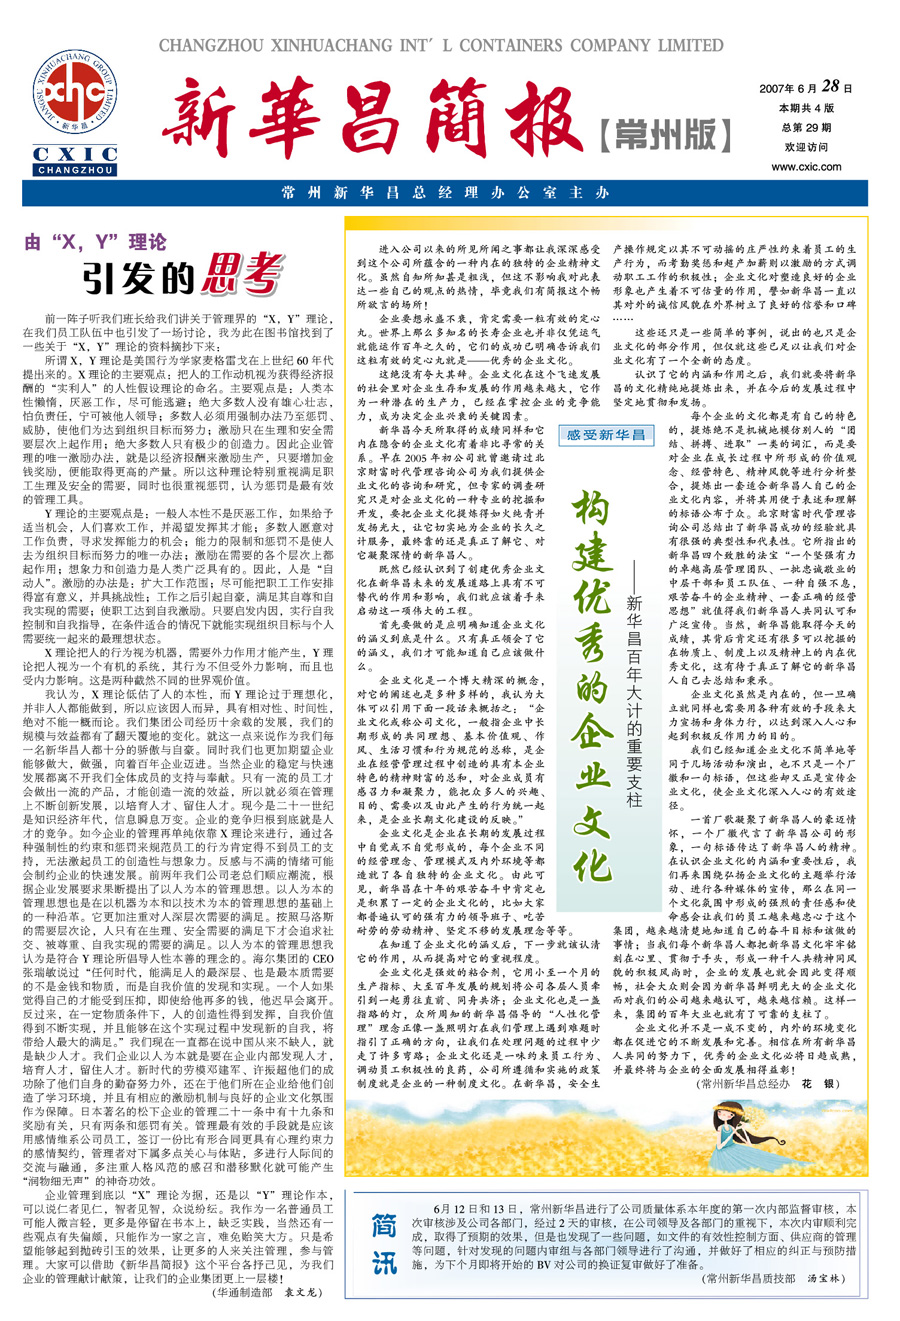 CHANGZHOU XINHUACHANG INT' L CONTAINERS COMPANY LIMITED
JIANGSU XINHUACHANG GROUP LIMITED
xhc
新华昌
CXIC
CHANGZHOU
新華昌簡报【常州版】
2007年6月28日
本期共4版
总第29期
欢迎访问
www.cxic.com
常州新华昌总经理办公室主办
由“X，Y”理论
引发的思考
前一阵子听我们班长给我们讲关于管理界的“X，Y”理论，
在我们员工队伍中也引发了一场讨论，我为此在图书馆找到了
一些关于“X，Y”理论的资料摘抄下来：
所谓X，Y理论是美国行为学家麦格雷戈在上世纪60年代
提出来的。X理论的主要观点：把人的工作动机视为获得经济报
酬的“实利人”的人性假设理论的命名。主要观点是：人类本
性懒惰，厌恶工作，尽可能逃避；绝大多数人没有雄心壮志，
怕负责任，宁可被他人领导；多数人必须用强制办法乃至惩罚、
威胁，使他们为达到组织目标而努力；激励只在生理和安全需
要层次上起作用；绝大多数人只有极少的创造力。因此企业管
理的唯一激励办法，就是以经济报酬来激励生产，只要增加金
钱奖励，便能取得更高的产量。所以这种理论特别重视满足职
工生理及安全的需要，同时也很重视惩罚，认为惩罚是最有效
的管理工具。
Y理论的主要观点是：一般人本性不是厌恶工作，如果给予
适当机会，人们喜欢工作，并渴望发挥其才能；多数人愿意对
工作负责，寻求发挥能力的机会；能力的限制和惩罚不是使人
去为组织目标而努力的唯一办法；激励在需要的各个层次上都
起作用；想象力和创造力是人类广泛具有的。因此，人是“自
动人”。激励的办法是：扩大工作范围；尽可能把职工工作安排
得富有意义，并具挑战性；工作之后引起自豪，满足其自尊和自
我实现的需要；使职工达到自我激励。只要启发内因，实行自我
控制和自我指导，在条件适合的情况下就能实现组织目标与个人
需要统一起来的最理想状态。
X理论把人的行为视为机器，需要外力作用才能产生，Y理
论把人视为一个有机的系统，其行为不但受外力影响，而且也
受内力影响。这是两种截然不同的世界观价值。
我认为，X理论低估了人的本性，而Y理论过于理想化，
并非人人都能做到，所以应该因人而异，具有相对性、时间性，
绝对不能一概而论。我们集团公司经历十余载的发展，我们的
规模与效益都有了翻天覆地的变化。就这一点来说作为我们每
一名新华昌人都十分的骄傲与自豪。同时我们也更加期望企业
能够做大，做强，向着百年企业迈进。当然企业的稳定与快速
发展都离不开我们全体成员的支持与奉献。只有一流的员工才
会做出一流的产品，才能创造一流的效益，所以就必须在管理
上不断创新发展，以培育人才、留住人才。现今是二十一世纪
是知识经济年代，信息瞬息万变。企业的竞争归根到底就是人
才的竞争。如今企业的管理再单纯依靠X理论来进行，通过各
种强制性的约束和惩罚来规范员工的行为肯定得不到员工的支
持，无法激起员工的创造性与想象力。反感与不满的情绪可能
会制约企业的快速发展。前两年我们公司老总们顺应潮流，根
据企业发展要求果断提出了以人为本的管理思想。以人为本的
管理思想也是在以机器为本和以技术为本的管理思想的基础上
的一种沿革。它更加注重对人深层次需要的满足。按照马洛斯
的需要层次论，人只有在生理、安全需要的满足下才会追求社
交、被尊重、自我实现的需要的满足。以人为本的管理思想我
认为是符合Y理论所倡导人性本善的理念的。海尔集团的CEO
张瑞敏说过“任何时代，能满足人的最深层、也是最本质需要
的不是金钱和物质，而是自我价值的发现和实现。一个人如果
觉得自己的才能受到压抑，即使给他再多的钱，他迟早会离开。
反过来，在一定物质条件下，人的创造性得到发挥，自我价值
得到不断实现，并且能够在这个实现过程中发现新的自我，将
带给人最大的满足。”我们现在一直都在说中国从来不缺人，就
是缺少人才。我们企业以人为本就是要在企业内部发现人才，
培育人才，留住人才。新时代的劳模邓建军、许振超他们的成
功除了他们自身的勤奋努力外，还在于他们所在企业给他们创
造了学习环境，并且有相应的激励机制与良好的企业文化氛围
作为保障。日本著名的松下企业的管理二十一条中有十九条和
奖励有关，只有两条和惩罚有关。管理最有效的手段就是应该
用感情维系公司员工，签订一份比有形合同更具有心理约束力
的感情契约，管理者对下属多点关心与体贴，多进行人际间的
交流与融通，多注重人格风范的感召和潜移默化就可能产生
“润物细无声”的神奇功效。
企业管理到底以“X”理论为据，还是以“Y”理论作本，
可以说仁者见仁，智者见智，众说纷纭。我作为一名普通员工
可能人微言轻，更多是停留在书本上，缺乏实践，当然还有一
些观点有失偏颇，只能作为一家之言，难免贻笑大方。只是希
望能够起到抛砖引玉的效果，让更多的人来关注管理，参与管
理。大家可以借助《新华昌简报》这个平台各抒己见，为我们
企业的管理献计献策，让我们的企业集团更上一层楼！
（华通制造部　袁文龙）
进入公司以来的所见所闻之事都让我深深感受
到这个公司所蕴含的一种内在的独特的企业精神文
化。虽然自知所知甚是粗浅，但这不影响我对此表
达一些自己的观点的热情，毕竟我们有简报这个畅
所欲言的场所！
企业要想永盛不衰，肯定需要一粒有效的定心
丸。世界上那么多知名的长寿企业也并非仅凭运气
就能运作百年之久的，它们的成功已明确告诉我们
这粒有效的定心丸就是——优秀的企业文化。
这绝没有夸大其辞。企业文化在这个飞速发展
的社会里对企业生存和发展的作用越来越大，它作
为一种潜在的生产力，已经在掌控企业的竞争能
力，成为决定企业兴衰的关键因素。
新华昌今天所取得的成绩同样和它
内在隐含的企业文化有着非比寻常的关
系。早在2005年初公司就曾邀请过北
京财富时代管理咨询公司为我们提供企
业文化的咨询和研究，但专家的调查研
究只是对企业文化的一种专业的挖掘和
开发，要把企业文化提炼得如火炖青并
发扬光大，让它切实地为企业的长久之
计服务，最终靠的还是真正了解它、对
它凝聚深情的新华昌人。
既然已经认识到了创建优秀企业文
化在新华昌未来的发展道路上具有不可
替代的作用和影响，我们就应该着手来
启动这一项伟大的工程。
首先要做的是应明确知道企业文化
的涵义到底是什么。只有真正领会了它
的涵义，我们才可能知道自己应该做什
么。
企业文化是一个博大精深的概念，
对它的阐述也是多种多样的，我认为大
体可以引用下面一段话来概括之：“企
业文化或称公司文化，一般指企业中长
期形成的共同理想、基本价值观、作
风、生活习惯和行为规范的总称，是企
业在经营管理过程中创造的具有本企业
特色的精神财富的总和，对企业成员有
感召力和凝聚力，能把众多人的兴趣、
目的、需要以及由此产生的行为统一起
来，是企业长期文化建设的反映。”
企业文化是企业在长期的发展过程
中自觉或不自觉形成的，每个企业不同
的经营理念、管理模式及内外环境等都
造就了各自独特的企业文化。由此可
见，新华昌在十年的艰苦奋斗中肯定也
是积累了一定的企业文化的，比如大家
都普遍认可的强有力的领导班子、吃苦
耐劳的劳动精神、坚定不移的发展理念等等。
在知道了企业文化的涵义后，下一步就该认清
它的作用，从而提高对它的重视程度。
企业文化是强效的粘合剂，它用小至一个月的
生产指标、大至百年发展的规划将公司各层人员牵
引到一起勇往直前、同舟共济；企业文化也是一盏
指路的灯，众所周知的新华昌倡导的“人性化管
理”理念正像一盏照明灯在我们管理上遇到难题时
指引了正确的方向，让我们在处理问题的过程中少
走了许多弯路；企业文化还是一味约束员工行为、
调动员工积极性的良药，公司所遵循和实施的政策
制度就是企业的一种制度文化。在新华昌，安全生
产操作规定以其不可动摇的庄严性约束着员工的生
产行为，而考勤奖惩和超产加薪则以激励的方式调
动职工工作的积极性；企业文化对塑造良好的企业
形象也产生着不可估量的作用，譬如新华昌一直以
其对外的诚信风貌在外界树立了良好的信誉和口碑
……
这些还只是一些简单的事例，说出的也只是企
业文化的部分作用，但仅就这些已足以让我们对企
业文化有了一个全新的态度。
认识了它的内涵和作用之后，我们就要将新华
昌的文化精炼地提炼出来，并在今后的发展过程中
坚定地贯彻和发扬。
每个企业的文化都是有自己的特色
的，提炼绝不是机械地模仿别人的“团
结、拼搏、进取”一类的词汇，而是要
对企业在成长过程中所形成的价值观
念、经营特色、精神风貌等进行分析整
合，提炼出一套适合新华昌人自己的企
业文化内容，并将其用便于表述和理解
的标语公布于众。北京财富时代管理咨
询公司总结出了新华昌成功的经验就具
有很强的典型性和代表性。它所指出的
新华昌四个致胜的法宝“一个坚强有力
的卓越高层管理团队、一批忠诚敬业的
中层干部和员工队伍、一种自强不息，
艰苦奋斗的企业精神、一套正确的经营
思想”就值得我们新华昌人共同认可和
广泛宣传。当然，新华昌能取得今天的
成绩，其背后肯定还有很多可以挖掘的
在物质上、制度上以及精神上的内在优
秀文化，这有待于真正了解它的新华昌
人自己去总结和秉承。
企业文化虽然是内在的，但一旦确
立就同样也需要用各种有效的手段来大
力宣扬和身体力行，以达到深入人心和
起到积极反作用力的目的。
我们已经知道企业文化不简单地等
同于几场活动和演出，也不只是一个厂
徽和一句标语，但这些却又正是宣传企
业文化，使企业文化深入人心的有效途
径。
一首厂歌凝聚了新华昌人的豪迈情
怀，一个厂徽代言了新华昌公司的形
象，一句标语传达了新华昌人的精神。
在认识企业文化的内涵和重要性后，我
们再来围绕弘扬企业文化的主题举行活
动、进行各种媒体的宣传，那么在同一
个文化氛围中形成的强烈的责任感和使
命感会让我们的员工越来越忠心于这个
集团，越来越清楚地知道自己的奋斗目标和该做的
事情；当我们每个新华昌人都把新华昌文化牢牢铭
刻在心里、贯彻于手头，形成一种千人共精神同风
貌的积极风尚时，企业的发展也就会因此变得顺
畅，社会大众则会因为新华昌鲜明光大的企业文化
而对我们的公司越来越认可，越来越信赖。这样一
来，集团的百年大业也就有了可靠的支柱了。
企业文化并不是一成不变的，内外的环境变化
都在促进它的不断发展和完善。相信在所有新华昌
人共同的努力下，优秀的企业文化必将日趋成熟，
并最终将与企业的全面发展相得益彰！
（常州新华昌总经办　花　银）
感受新华昌
构建优秀的企业文化
——新华昌百年大计的重要支柱
简讯
6月12日和13日，常州新华昌进行了公司质量体系本年度的第一次内部监督审核，本
次审核涉及公司各部门，经过2天的审核，在公司领导及各部门的重视下，本次内审顺利完
成，取得了预期的效果，但是也发现了一些问题，如文件的有效性控制方面、供应商的管理
等问题，针对发现的问题内审组与各部门领导进行了沟通，并做好了相应的纠正与预防措
施，为下个月即将开始的BV对公司的换证复审做好了准备。
（常州新华昌质技部　汤宝林）